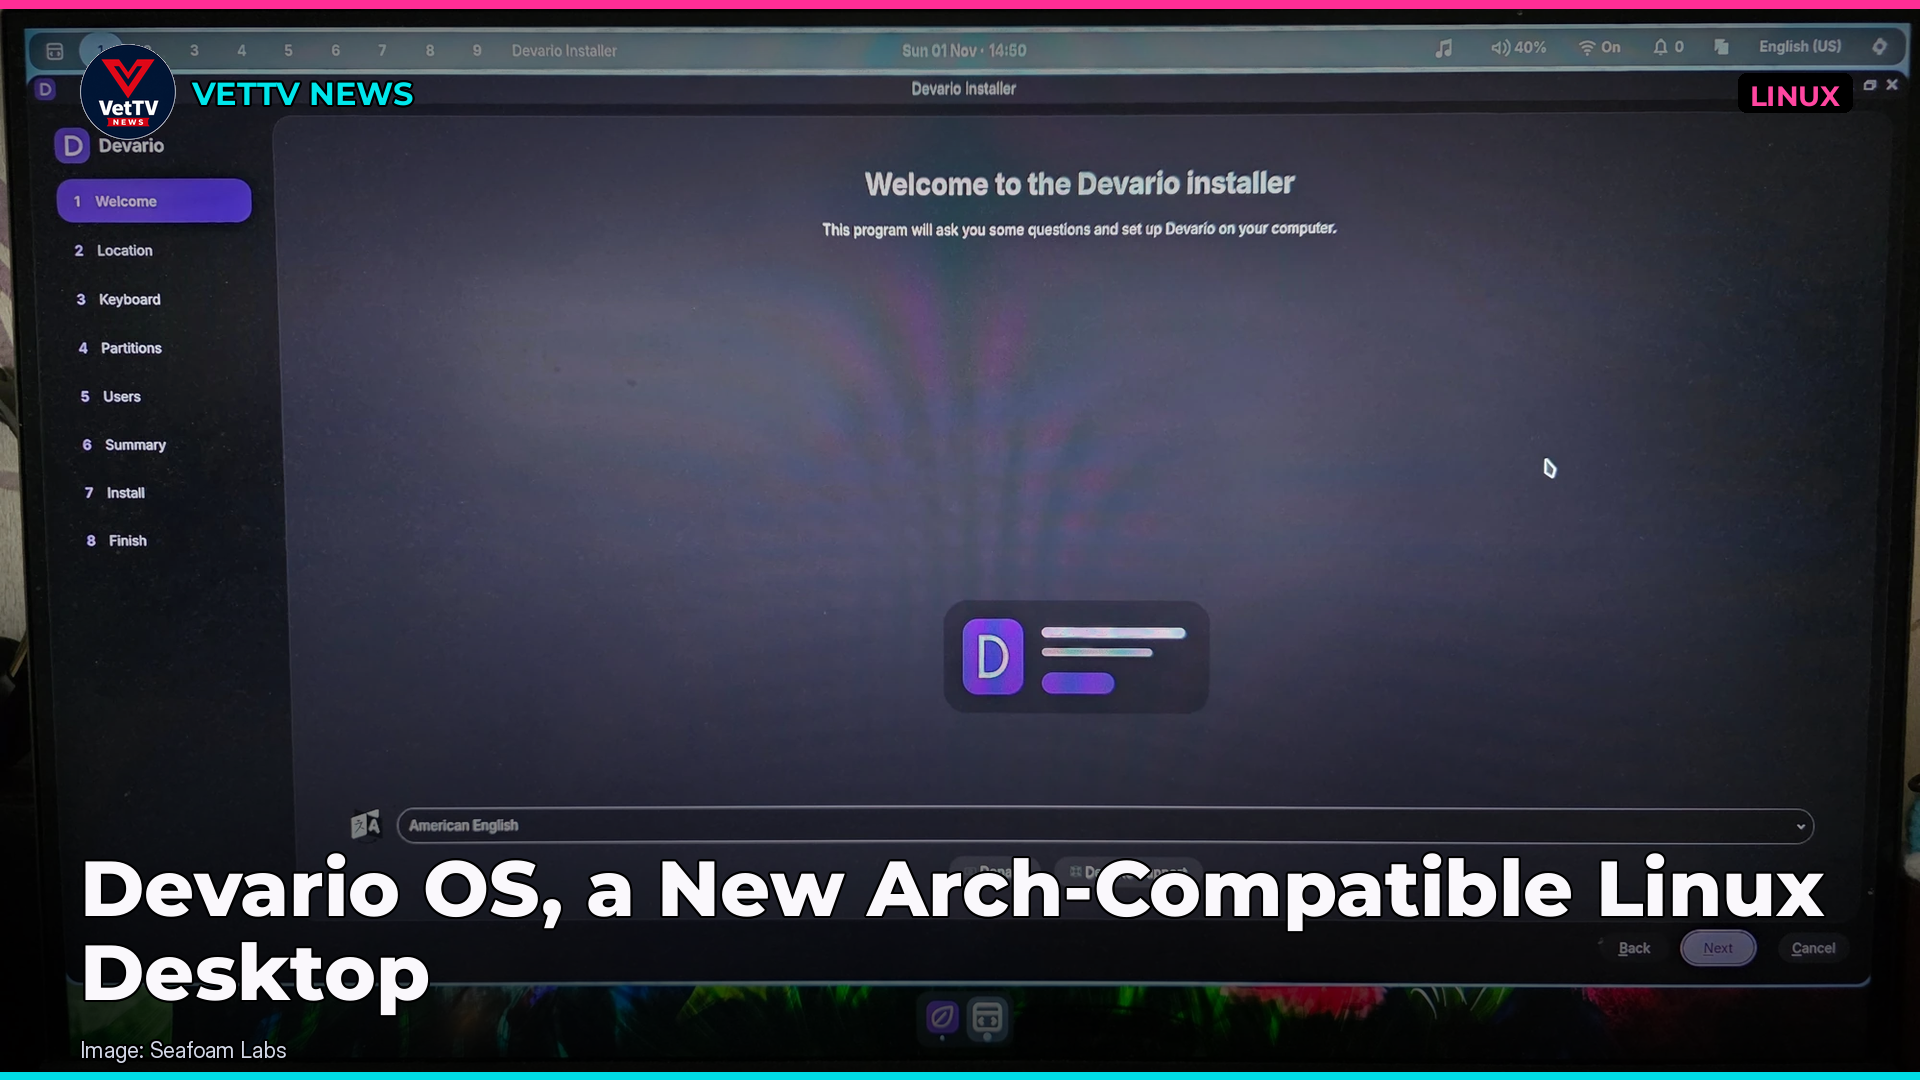 3 4 5 6 7 8 9 Devario Installer
Sun 01 Nov · 14:50
40% On 0 English (US)
Devario Installer
D
VetTV
NEWS
VETTV NEWS
LINUX
D Devario
1 Welcome
2 Location
3 Keyboard
4 Partitions
5 Users
6 Summary
7 Install
8 Finish
Welcome to the Devario installer
This program will ask you some questions and set up Devario on your computer.
D
American English
Devario OS, a New Arch-Compatible Linux
Desktop
Back Next Cancel
Image: Seafoam Labs